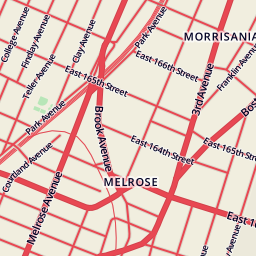 College Avenue
Findlay Avenue
Clay Avenue
Park Avenue
MORRISANIA
Teller Avenue
East 165th Street
East 166th Street
3rd Avenue
Franklin Avenue
Park Avenue
Brook Avenue
Courtland Avenue
East 164th Street
East 165th Street
MELROSE
Melrose Avenue